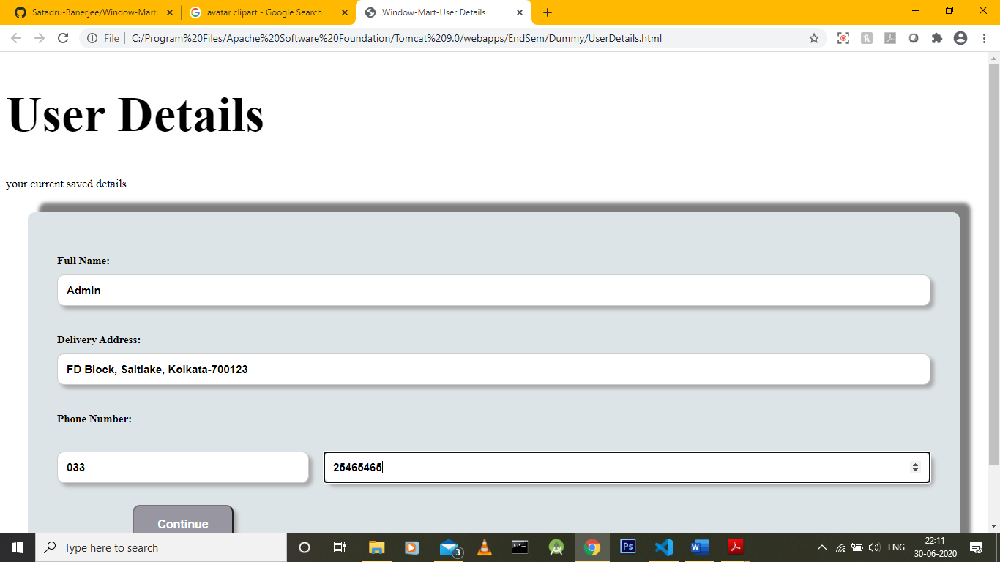 Satadru-Banerjee/Window-Mart:
avatar clipart - Google Search
Window-Mart-User Details
File
C:/Program%20Files/Apache%20Software%20Foundation/Tomcat%209.0/webapps/EndSem/Dummy/UserDetails.html
User Details
your current saved details
Full Name:
Admin
Delivery Address:
FD Block, Saltlake, Kolkata-700123
Phone Number:
033
25465465
Continue
Type here to search
3
Ps
ENG
22:11
30-06-2020